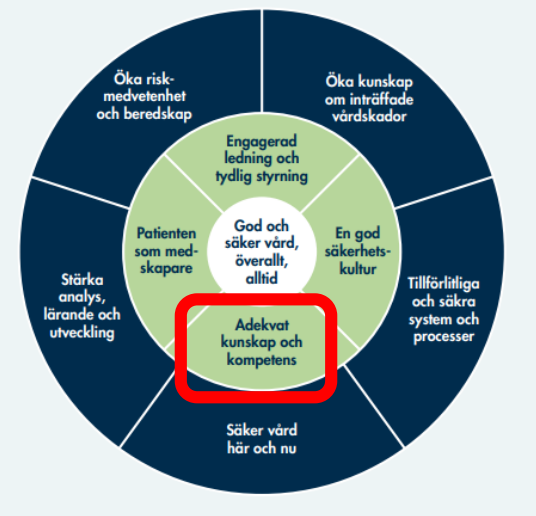 Öka risk-
medvetenhet
och beredskap
Öka kunskap
om inträffade
vårdskador
Engagerad
ledning och
tydlig styrning
Patienten
som med-
skapare
God och
säker vård,
överallt,
alltid
En god
säkerhets-
kultur
Stärka
analys,
lärande och
utveckling
Tillförlitliga
och säkra
system och
processer
Adekvat
kunskap och
kompetens
Säker vård
här och nu